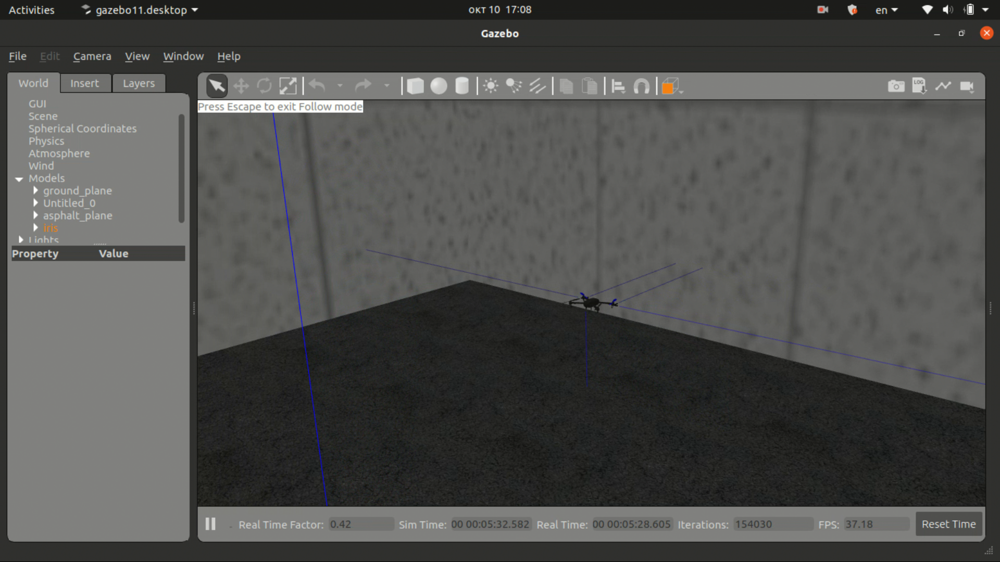 Activities gazebo11.desktop окт 10 17:08 en
Gazebo
File Edit Camera View Window Help
World Insert Layers
LOG
Press Escape to exit Follow mode
GUI
Scene
Spherical Coordinates
Physics
Atmosphere
Wind
Models
ground_plane
Untitled_0
asphalt_plane
iris
Lights
Property Value
Real Time Factor: 0.42 Sim Time: 00 00:05:32.582 Real Time: 00 00:05:28.605 Iterations: 154030 FPS: 37.18 Reset Time